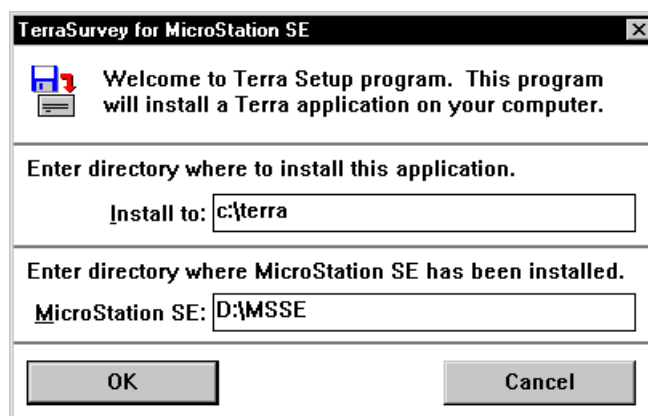 TerraSurvey for MicroStation SE
Welcome to Terra Setup program. This program
will install a Terra application on your computer.
Enter directory where to install this application.
Install to: c:\terra
Enter directory where MicroStation SE has been installed.
MicroStation SE: D:\MSSE
OK Cancel